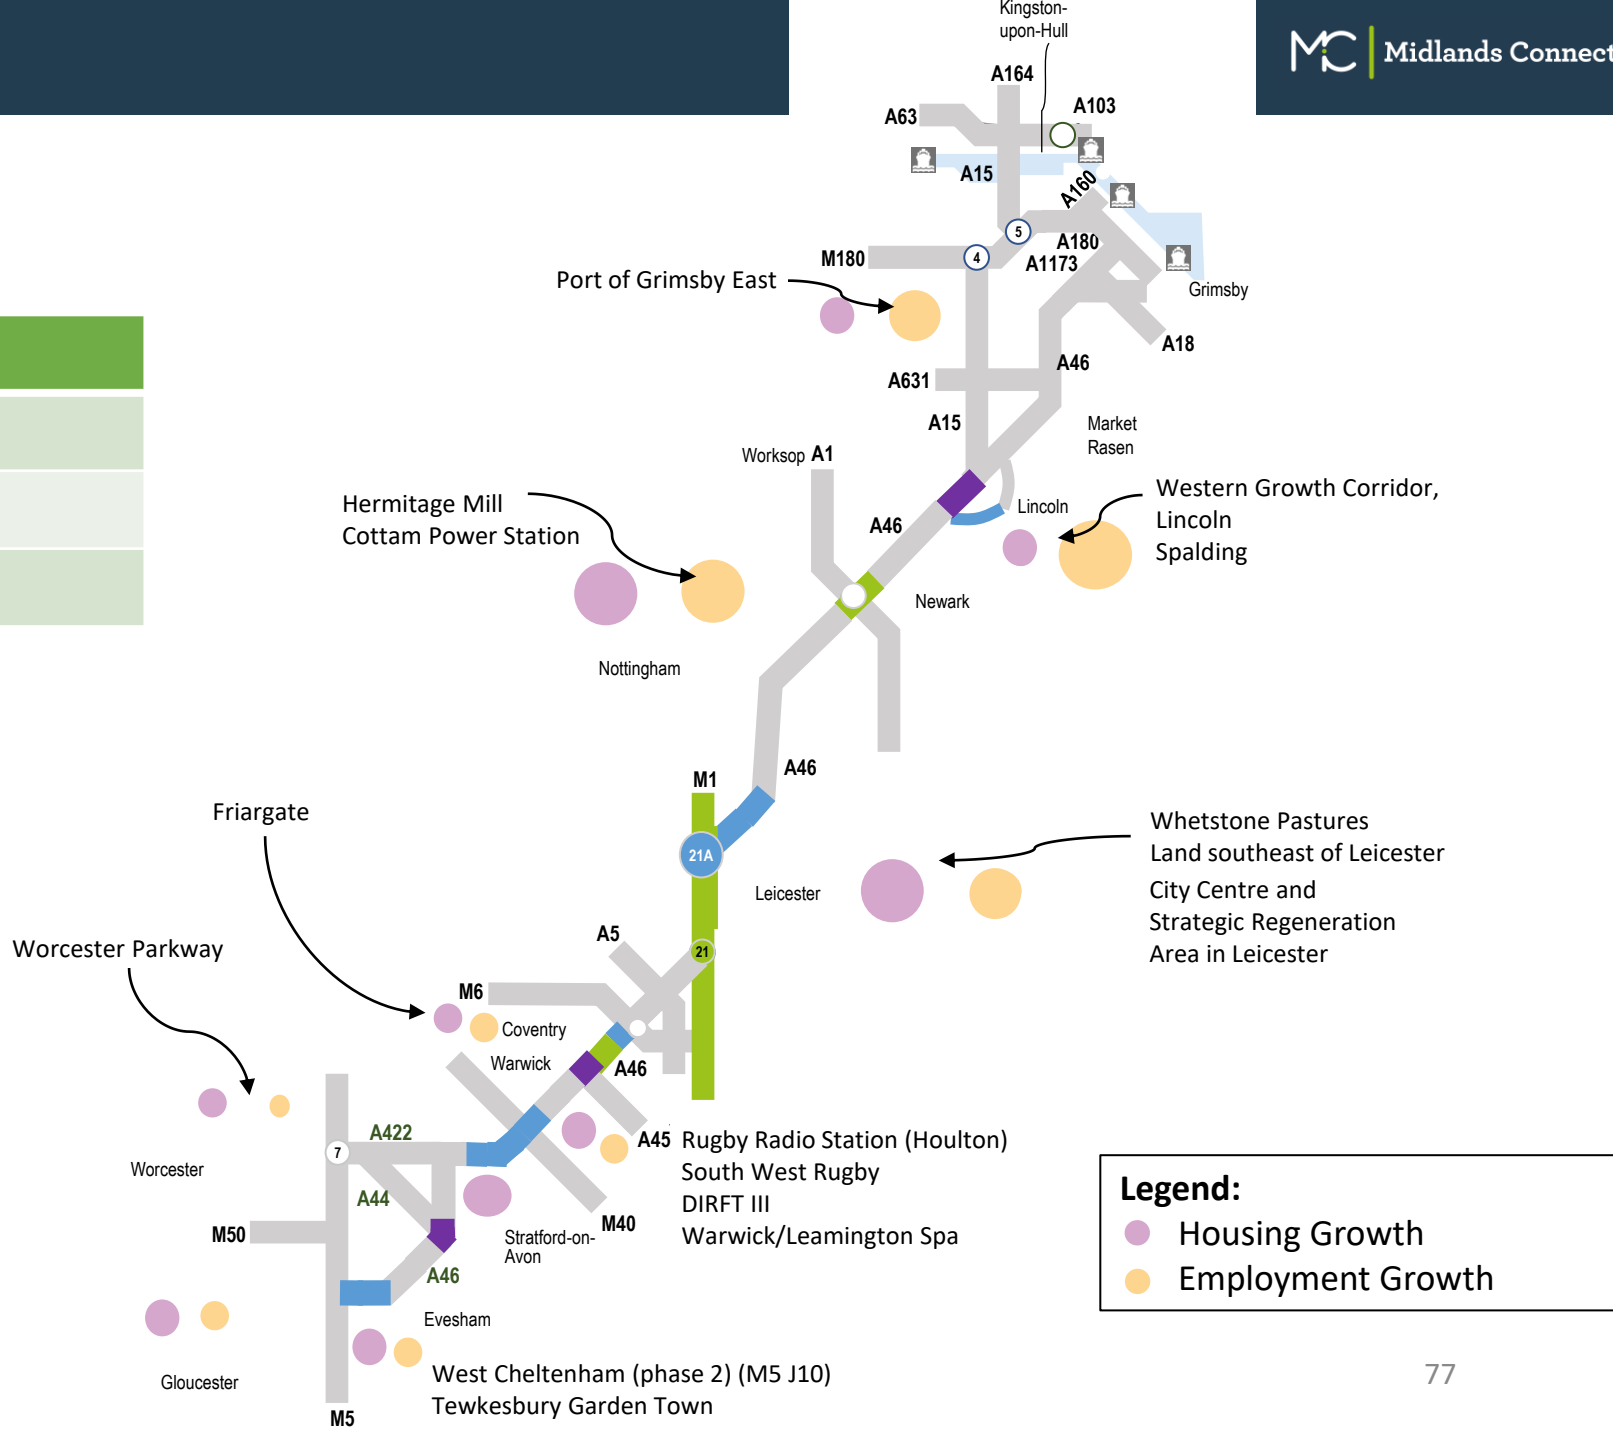 Kingston-
upon-Hull
Midlands Connect
A164
A63
A103
A15
A160
5
A180
M180
4
A1173
Port of Grimsby East
Grimsby
A18
A46
A631
A15
Market
Rasen
Worksop A1
Hermitage Mill
Cottam Power Station
Western Growth Corridor,
Lincoln
Spalding
Lincoln
A46
Newark
Nottingham
A46
M1
Friargate
21A
Whetstone Pastures
Land southeast of Leicester
City Centre and
Strategic Regeneration
Area in Leicester
Leicester
A5
21
Worcester Parkway
M6
Coventry
Warwick
A46
A422
7
Worcester
A44
A45
Rugby Radio Station (Houlton)
South West Rugby
DIRFT III
Warwick/Leamington Spa
M40
M50
Stratford-on-
Avon
A46
Evesham
Gloucester
West Cheltenham (phase 2) (M5 J10)
Tewkesbury Garden Town
M5
Legend:
Housing Growth
Employment Growth
77